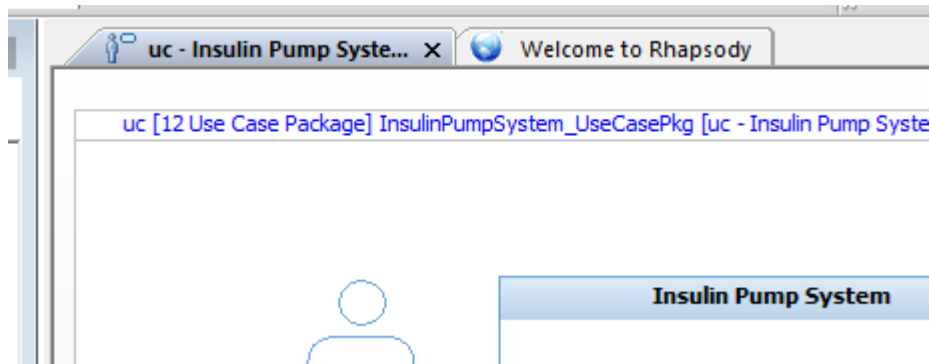 uc - Insulin Pump Syste... x Welcome to Rhapsody
uc [12 Use Case Package] InsulinPumpSystem_UseCasePkg [uc - Insulin Pump Syste
Insulin Pump System